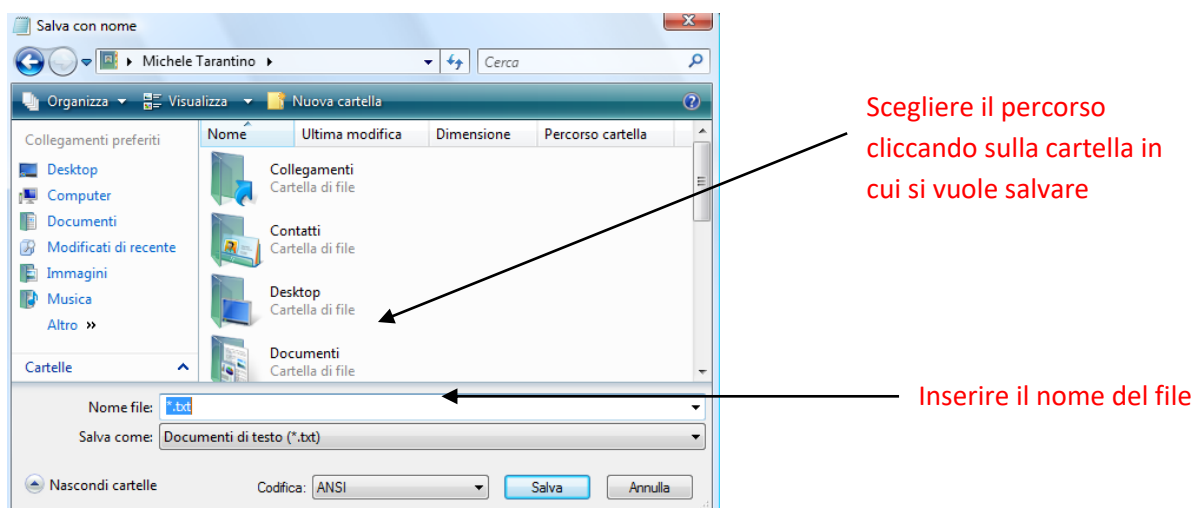 Salva con nome
Michele Tarantino
Cerca
Organizza Visualizza Nuova cartella
Collegamenti preferiti
Desktop
Computer
Documenti
Modificati di recente
Immagini
Musica
Altro »
Cartelle
Nome Ultima modifica Dimensione Percorso cartella
Collegamenti
Cartella di file
Contatti
Cartella di file
Desktop
Cartella di file
Documenti
Cartella di file
Nome file: *.txt
Salva come: Documenti di testo (*.txt)
Nascondi cartelle Codifica: ANSI Salva Annulla
Scegliere il percorso
cliccando sulla cartella in
cui si vuole salvare
Inserire il nome del file